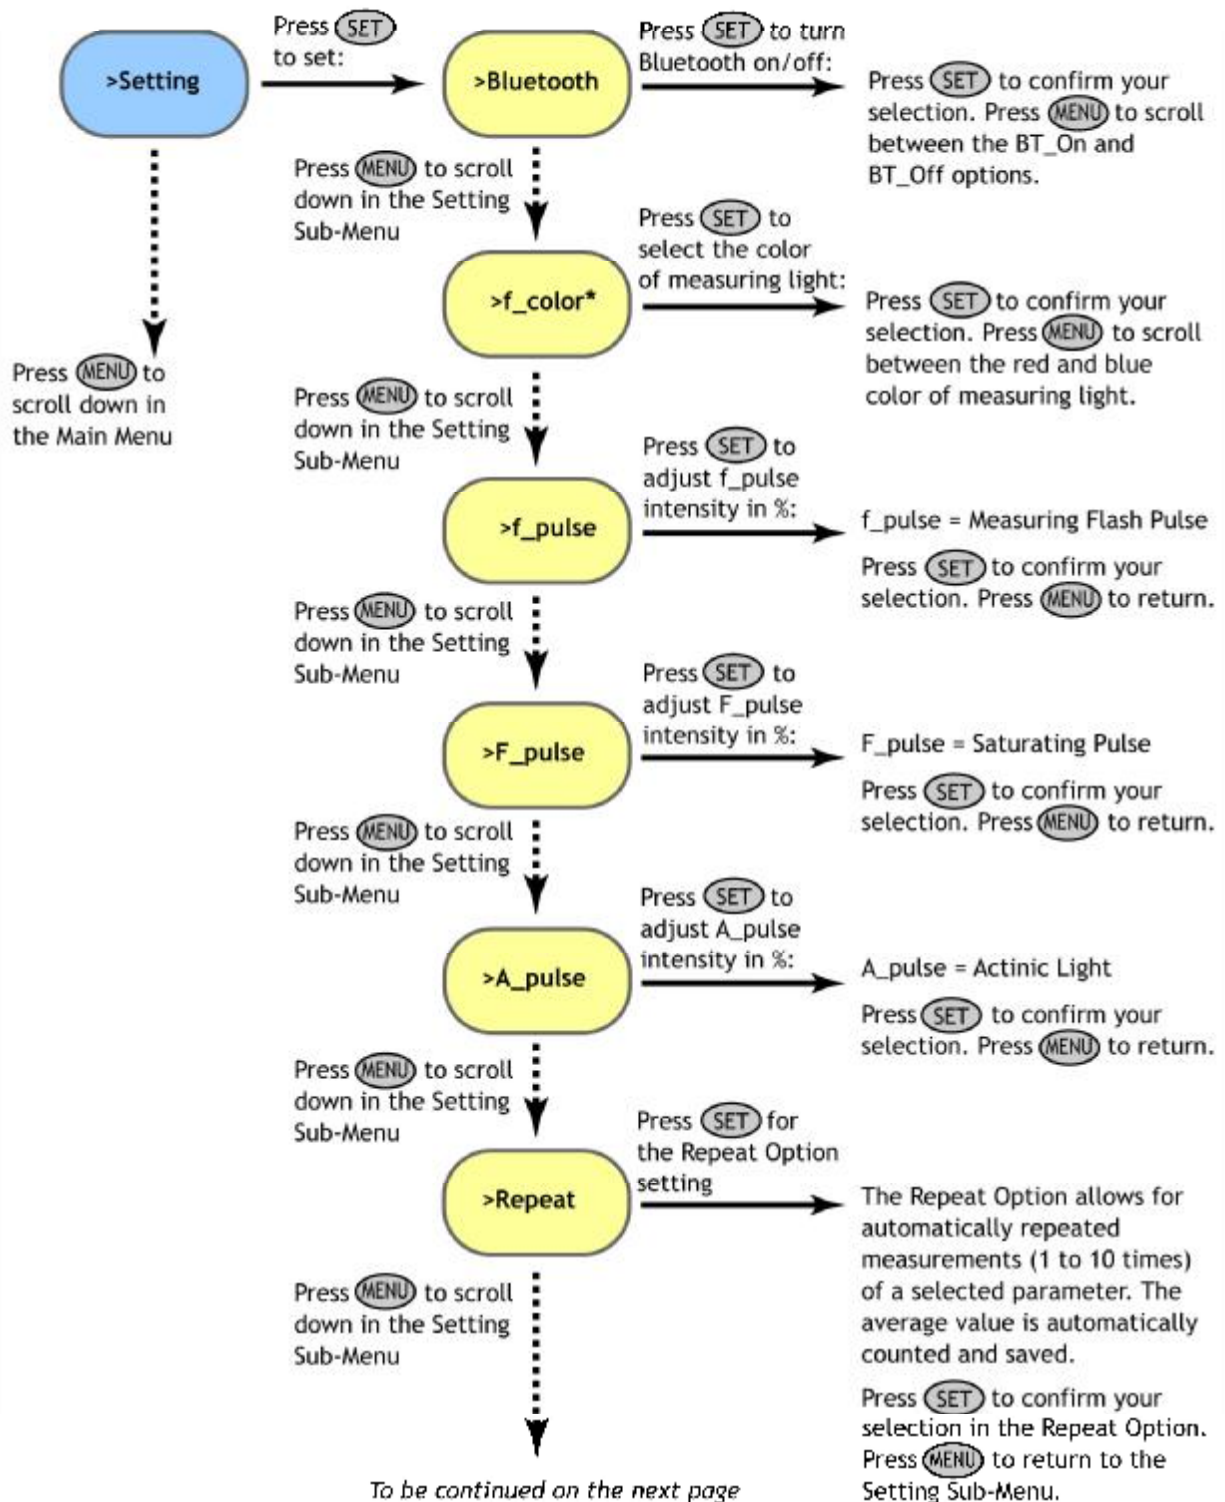 Press SET
to set:
>Setting
>Bluetooth
Press SET to turn
Bluetooth on/off:
Press SET to confirm your
selection. Press MENU to scroll
between the BT_On and
BT_Off options.
Press MENU to scroll
down in the Setting
Sub-Menu
Press MENU to
scroll down in
the Main Menu
>f_color*
Press SET to
select the color
of measuring light:
Press SET to confirm your
selection. Press MENU to scroll
between the red and blue
color of measuring light.
Press MENU to scroll
down in the Setting
Sub-Menu
>f_pulse
Press SET to
adjust f_pulse
intensity in %:
f_pulse = Measuring Flash Pulse
Press SET to confirm your
selection. Press MENU to return.
Press MENU to scroll
down in the Setting
Sub-Menu
>F_pulse
Press SET to
adjust F_pulse
intensity in %:
F_pulse = Saturating Pulse
Press SET to confirm your
selection. Press MENU to return.
Press MENU to scroll
down in the Setting
Sub-Menu
>A_pulse
Press SET to
adjust A_pulse
intensity in %:
A_pulse = Actinic Light
Press SET to confirm your
selection. Press MENU to return.
Press MENU to scroll
down in the Setting
Sub-Menu
>Repeat
Press SET for
the Repeat Option
setting
The Repeat Option allows for
automatically repeated
measurements (1 to 10 times)
of a selected parameter. The
average value is automatically
counted and saved.
Press SET to confirm your
selection in the Repeat Option.
Press MENU to return to the
Setting Sub-Menu.
Press MENU to scroll
down in the Setting
Sub-Menu
To be continued on the next page